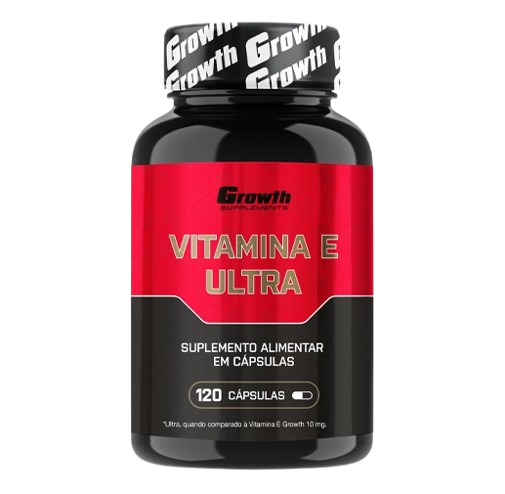 Growth Growth
Growth Growth
Growth
SUPPLEMENTS
VITAMINA E
ULTRA
SUPLEMENTO ALIMENTAR
EM CÁPSULAS
120 CÁPSULAS
*Ultra, quando comparado à Vitamina E Growth 10 mg.